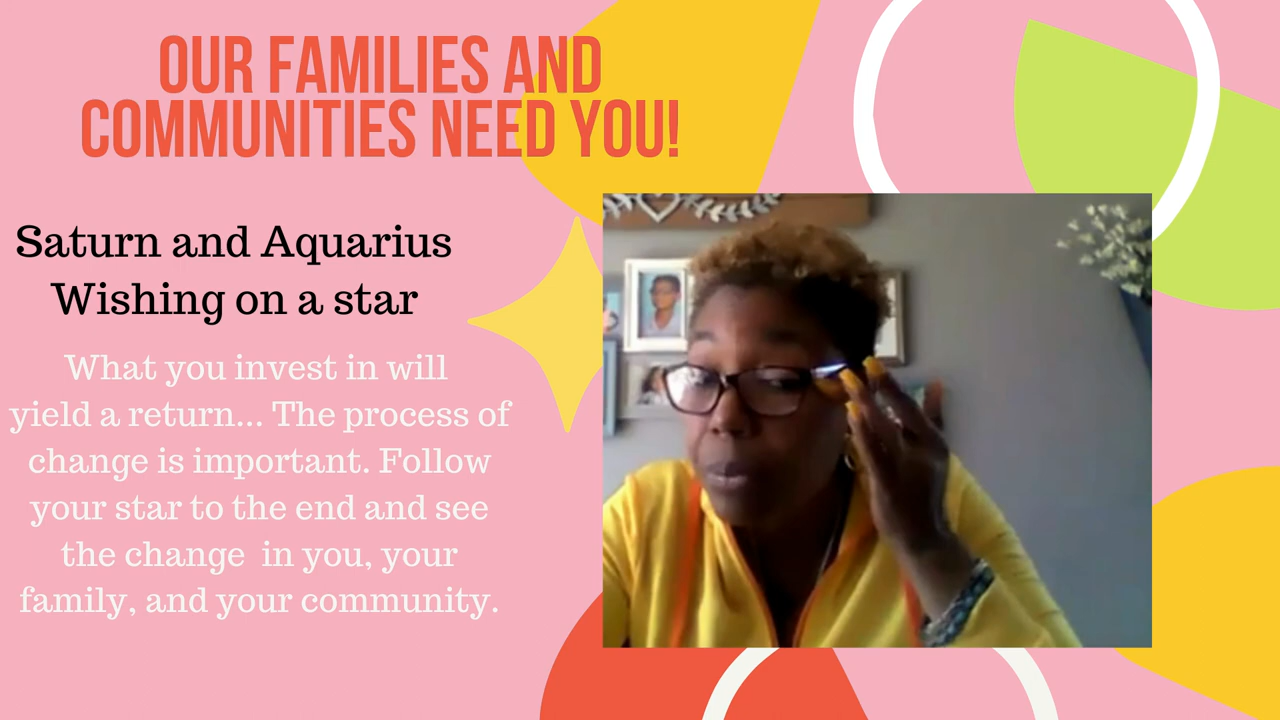 OUR FAMILIES AND
COMMUNITIES NEED YOU!
Saturn and Aquarius
Wishing on a star
What you invest in will
yield a return... The process of
change is important. Follow
your star to the end and see
the change  in you, your
family, and your community.